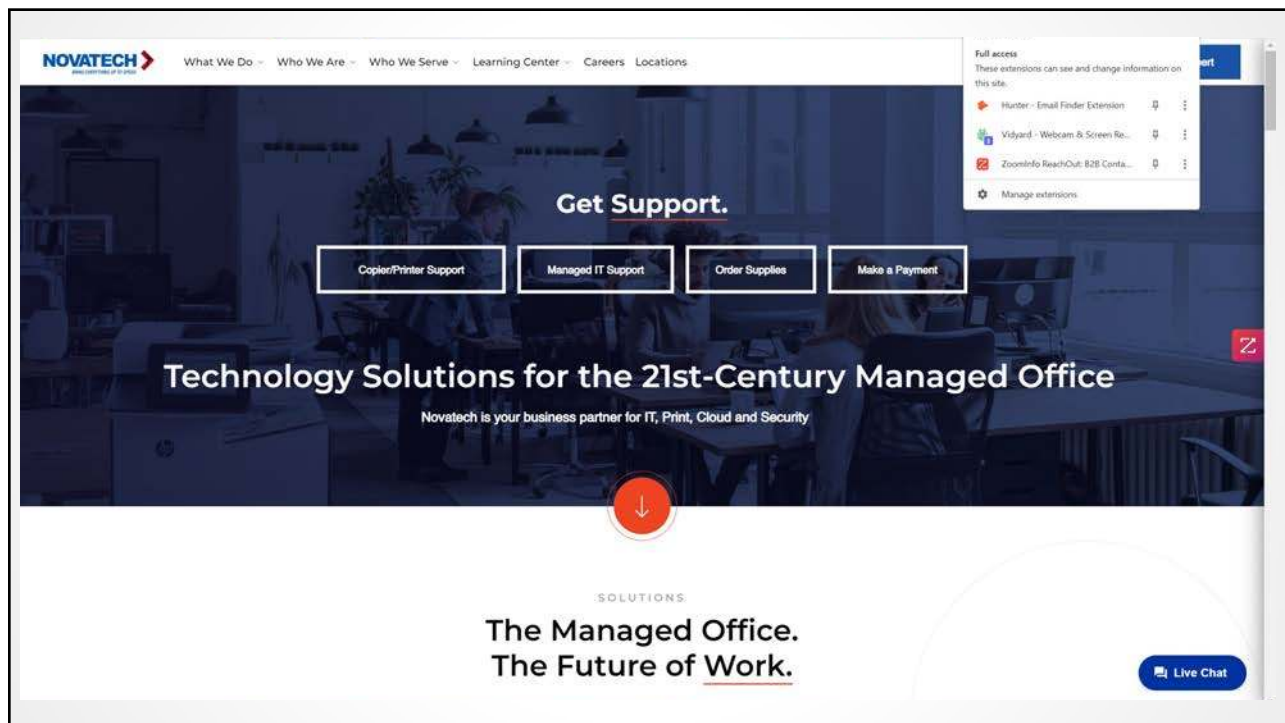 NOVATECH
What We Do Who We Are Who We Serve Learning Center Careers Locations
Full access
These extensions can see and change information on
this site.
Hunter - Email Finder Extension
Vidyard - Webcam & Screen Re...
ZoomInfo ReachOut: B2B Conta...
Manage extensions
Get Support.
Copier/Printer Support Managed IT Support Order Supplies Make a Payment
Technology Solutions for the 21st-Century Managed Office
Novatech is your business partner for IT, Print, Cloud and Security
SOLUTIONS
The Managed Office.
The Future of Work.
Live Chat